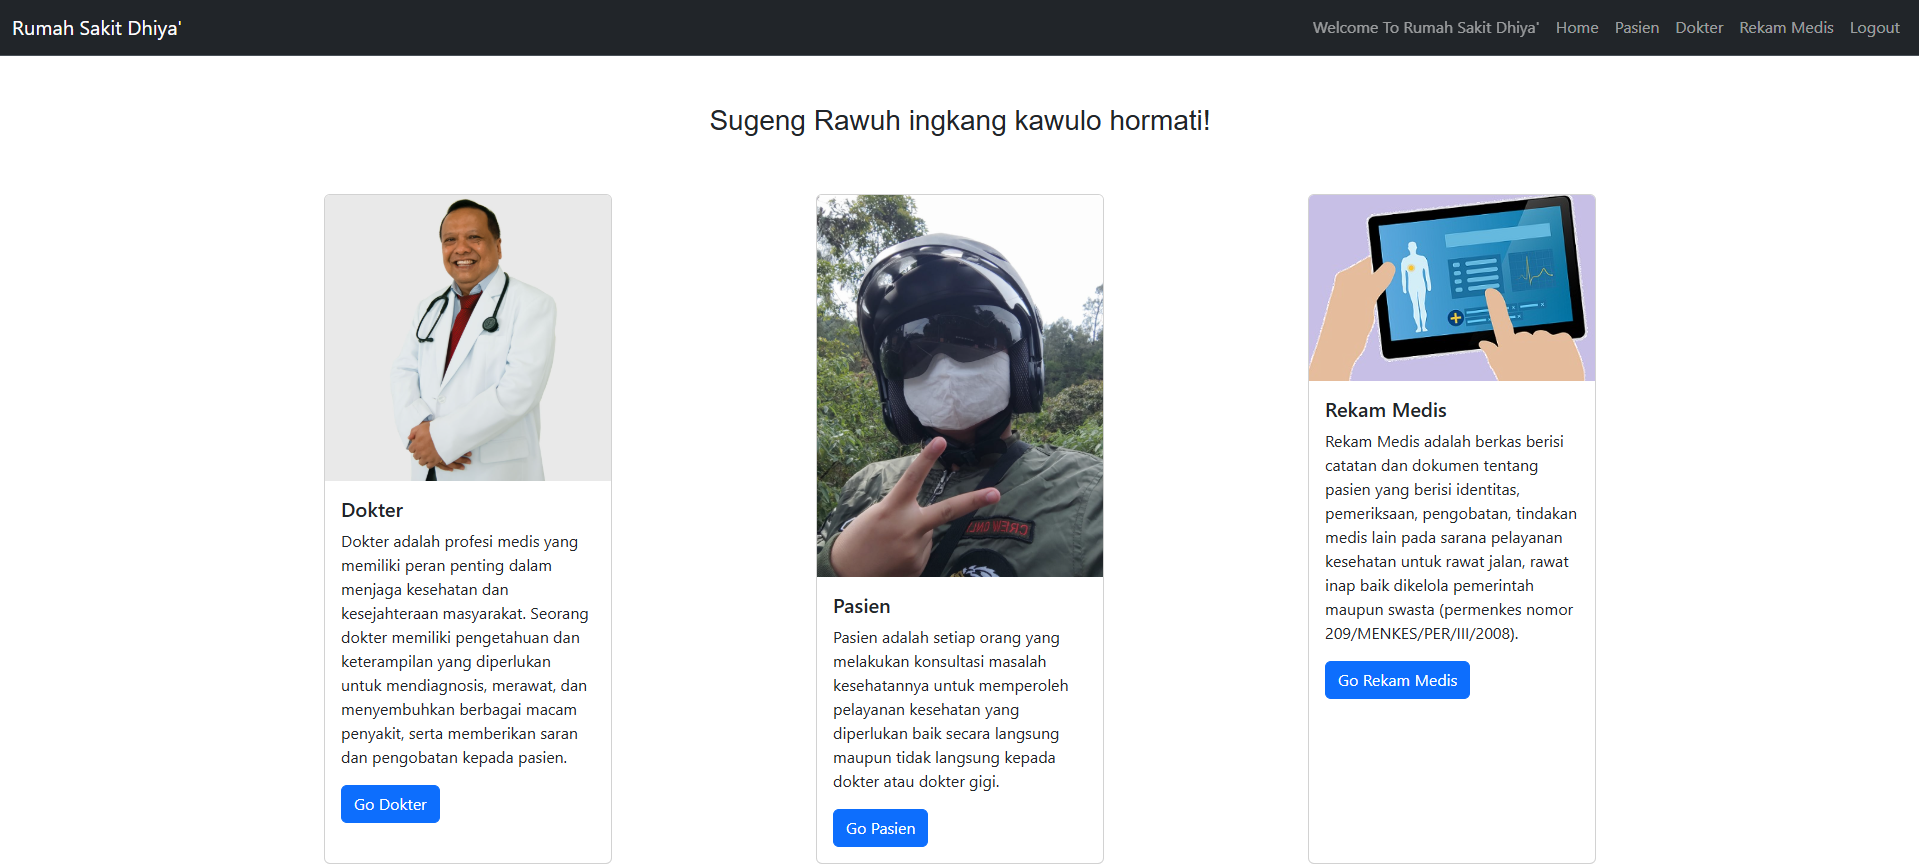 Rumah Sakit Dhiya'
Welcome To Rumah Sakit Dhiya' Home Pasien Dokter Rekam Medis Logout
Sugeng Rawuh ingkang kawulo hormati!
Dokter
Dokter adalah profesi medis yang
memiliki peran penting dalam
menjaga kesehatan dan
kesejahteraan masyarakat. Seorang
dokter memiliki pengetahuan dan
keterampilan yang diperlukan
untuk mendiagnosis, merawat, dan
menyembuhkan berbagai macam
penyakit, serta memberikan saran
dan pengobatan kepada pasien.
Go Dokter
Pasien
Pasien adalah setiap orang yang
melakukan konsultasi masalah
kesehatannya untuk memperoleh
pelayanan kesehatan yang
diperlukan baik secara langsung
maupun tidak langsung kepada
dokter atau dokter gigi.
Go Pasien
Rekam Medis
Rekam Medis adalah berkas berisi
catatan dan dokumen tentang
pasien yang berisi identitas,
pemeriksaan, pengobatan, tindakan
medis lain pada sarana pelayanan
kesehatan untuk rawat jalan, rawat
inap baik dikelola pemerintah
maupun swasta (permenkes nomor
209/MENKES/PER/III/2008).
Go Rekam Medis